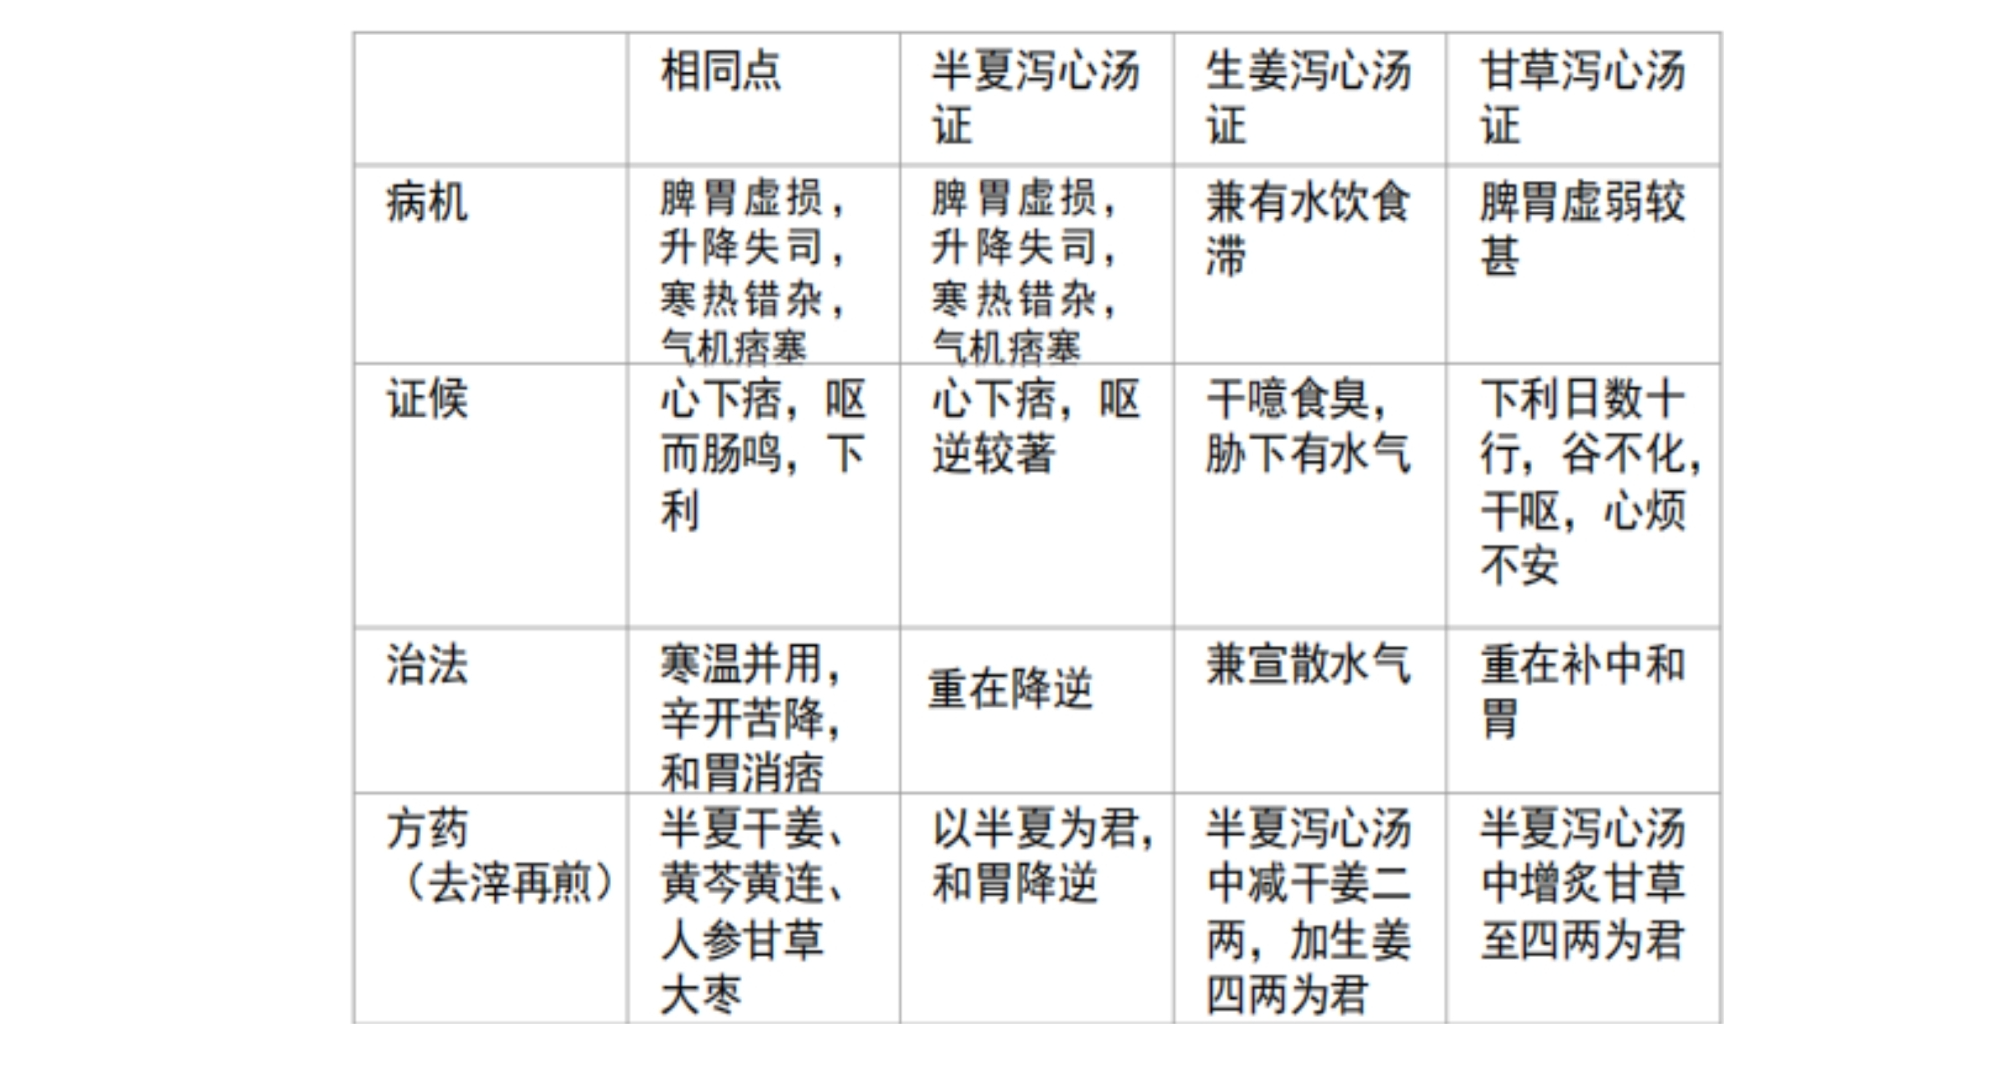 相同点
半夏泻心汤
证
生姜泻心汤
证
甘草泻心汤
证
病机
脾胃虚损，
升降失司，
寒热错杂，
气机痞塞
脾胃虚损，
升降失司，
寒热错杂，
气机痞塞
兼有水饮食
滞
脾胃虚弱较
甚
证候
心下痞，呕
而肠鸣，下
利
心下痞，呕
逆较著
干噫食臭，
胁下有水气
下利日数十
行，谷不化，
干呕，心烦
不安
治法
寒温并用，
辛开苦降，
和胃消痞
重在降逆
兼宣散水气
重在补中和
胃
方药
（去滓再煎）
半夏干姜、
黄芩黄连、
人参甘草
大枣
以半夏为君，
和胃降逆
半夏泻心汤
中减干姜二
两，加生姜
四两为君
半夏泻心汤
中增炙甘草
至四两为君